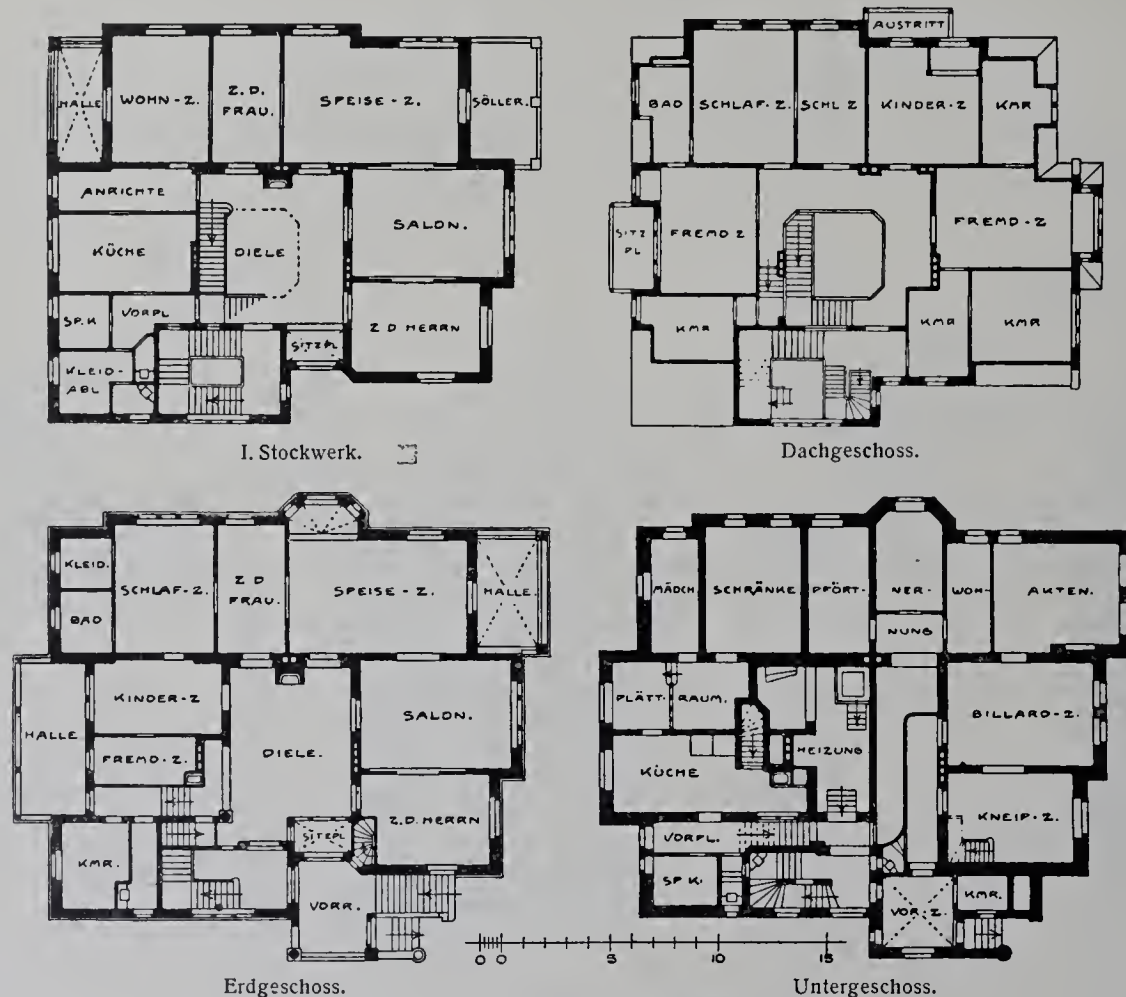 HALLE
WOHN-Z.
Z.D.
FRAU.
SPEISE-Z.
SÖLLER.
ANRICHTE
KÜCHE
DIELE
SALON.
SP.K
VORPL
Z D HERRN
SITZPL
KLEID-
ABL
I. Stockwerk.
AUSTRITT
BAD
SCHLAF-Z.
SCHL Z
KINDER-Z
KMR
SITZ
PL
FREMD Z
FREMD-Z
KMR
KMR
KMR
Dachgeschoss.
KLEID.
BAD
SCHLAF-Z.
Z D
FRAU.
SPEISE-Z.
HALLE.
HALLE
KINDER-Z
FREMD-Z.
DIELE.
SALON.
KMR.
SITZPL
Z.D.HERRN
VORR.
Erdgeschoss.
MÄDCH.
SCHRÄNKE
PFÖRT-
NER-
WOH-
NUNG
AKTEN.
PLÄTT-
RAUM.
HEIZUNG
BILLARD-Z.
KÜCHE
KNEIP-Z.
VORPL.
SP.K.
VOR-Z.
KMR.
0 0 5 10 15
Untergeschoss.